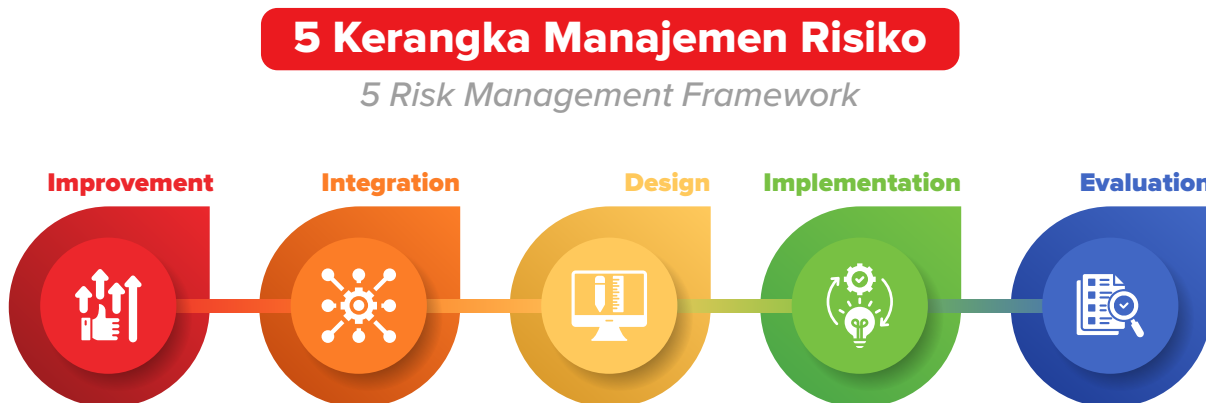 5 Kerangka Manajemen Risiko
5 Risk Management Framework
Improvement
Integration
Design
Implementation
Evaluation